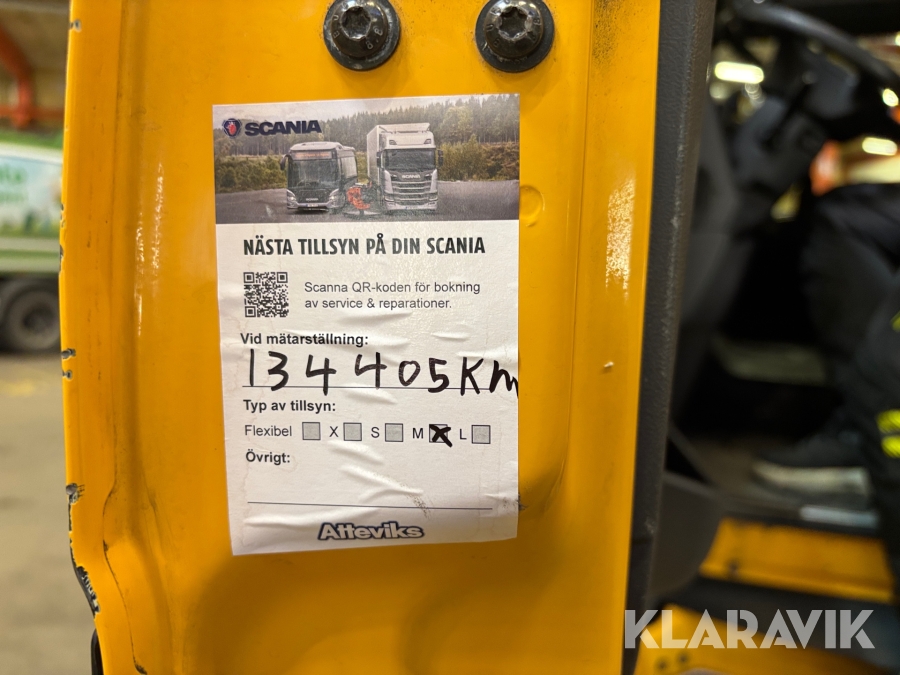 SCANIA
NÄSTA TILLSYN PÅ DIN SCANIA
Scanna QR-koden för bokning
av service & reparationer.
Vid mätarställning:
134405Km
Typ av tillsyn:
Flexibel X S M L
Övrigt:
Atteviks
KLARAVIK